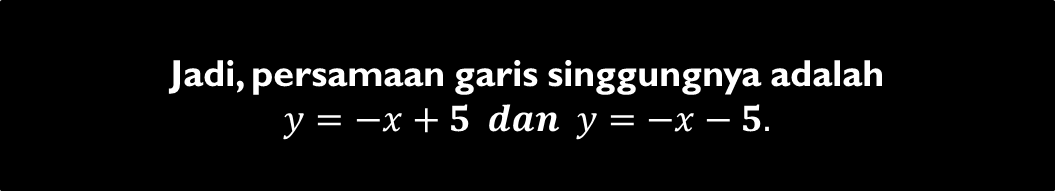 Jadi, persamaan garis singgungnya adalah
y = −x + 5 dan y = −x − 5.